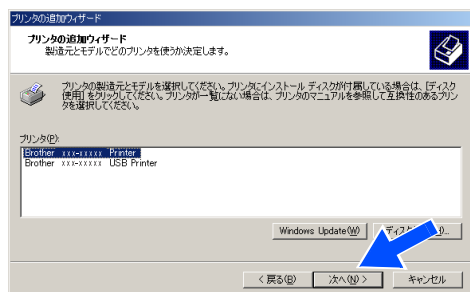 プリンタの追加ウィザード
プリンタの追加ウィザード
製造元とモデルでどのプリンタを使うか決定します。
プリンタの製造元とモデルを選択してください。プリンタにインストール ディスクが付属している場合は、[ディスク
使用] をクリックしてください。プリンタが一覧にない場合は、プリンタのマニュアルを参照して互換性のあるプリン
タを選択してください。
プリンタ(P):
Brother xxx-xxxxx Printer
Brother xxx-xxxxx USB Printer
Windows Update(W)
< 戻る(B) 次へ(N) > キャンセル